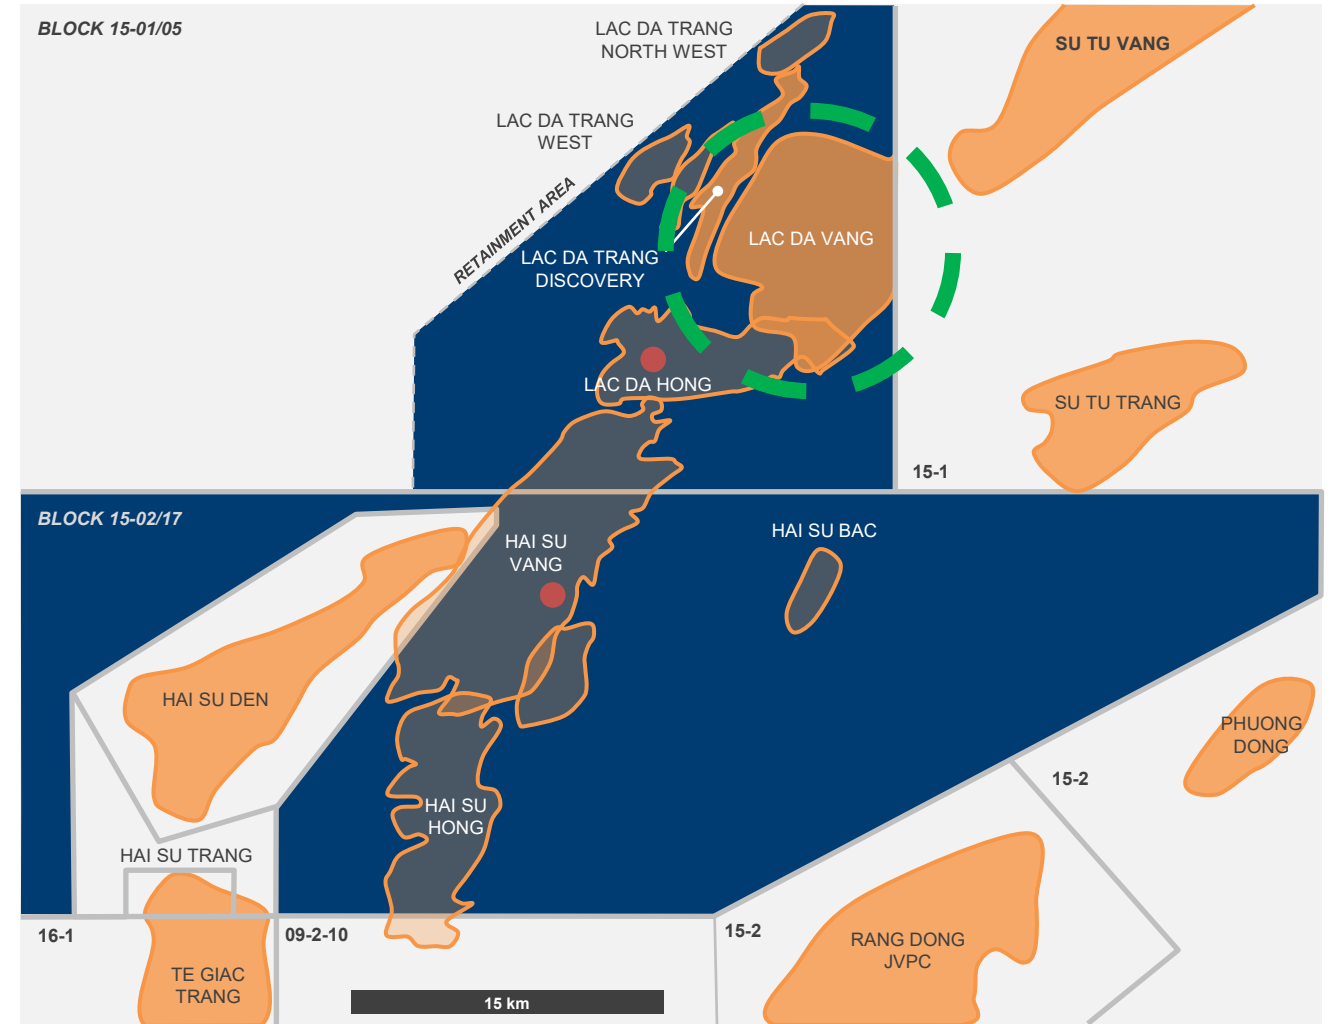 BLOCK 15-01/05
LAC DA TRANG
NORTH WEST
SU TU VANG
LAC DA TRANG
WEST
RETAINMENT AREA
LAC DA VANG
LAC DA TRANG
DISCOVERY
LAC DA HONG
SU TU TRANG
15-1
BLOCK 15-02/17
HAI SU
VANG
HAI SU BAC
HAI SU DEN
PHUONG
DONG
15-2
HAI SU
HONG
HAI SU TRANG
16-1
09-2-10
15-2
RANG DONG
JVPC
TE GIAC
TRANG
15 km